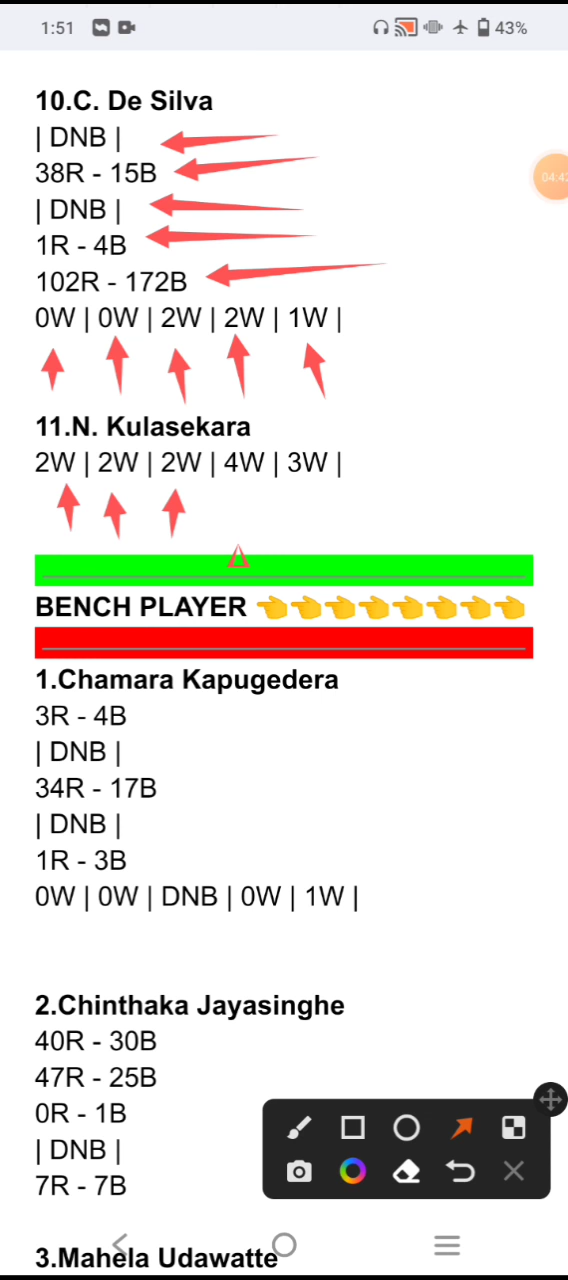 1:51
43%
10.C. De Silva
| DNB |
38R - 15B
04:4
| DNB |
1R - 4B
102R - 172B
0W | 0W | 2W | 2W | 1W |
11.N. Kulasekara
2W | 2W | 2W | 4W | 3W |
BENCH PLAYER 👈👈👈👈👈👈👈👈
1.Chamara Kapugedera
3R - 4B
| DNB |
34R - 17B
| DNB |
1R - 3B
0W | 0W | DNB | 0W | 1W |
2.Chinthaka Jayasinghe
40R - 30B
47R - 25B
0R - 1B
| DNB |
7R - 7B
3.Mahela Udawatte